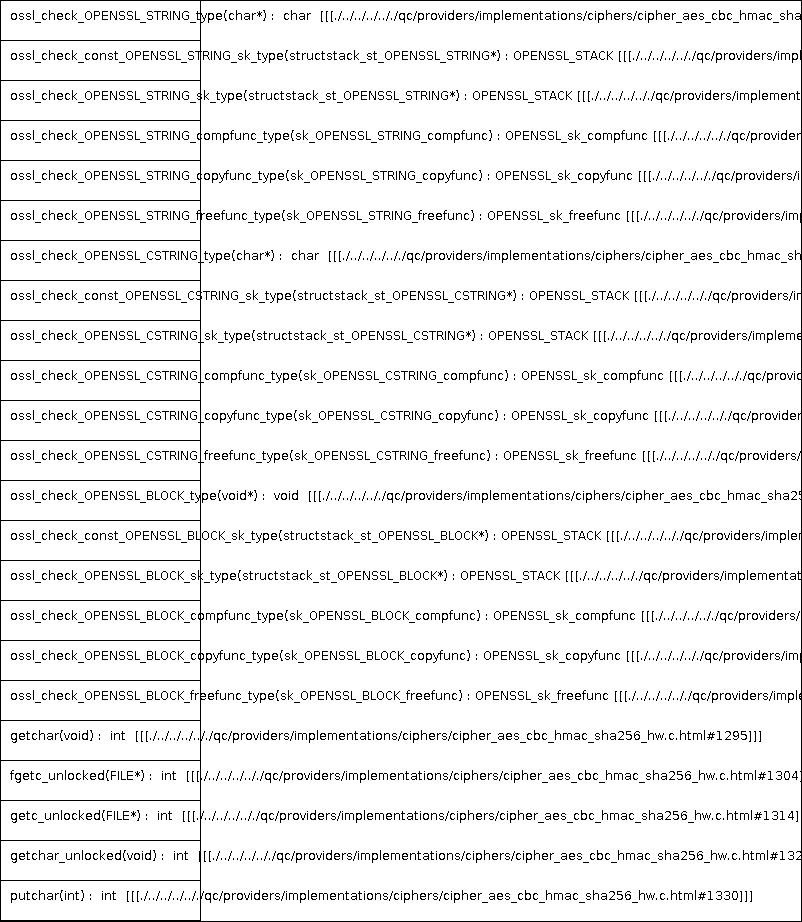 ossl_check_OPENSSL_STRING_type(char*) :  char  [[[./../../../../../qc/providers/implementations/ciphers/cipher_aes_cbc_hmac_sha
ossl_check_const_OPENSSL_STRING_sk_type(structstack_st_OPENSSL_STRING*) : OPENSSL_STACK [[[./../../../../../qc/providers/impl
ossl_check_OPENSSL_STRING_sk_type(structstack_st_OPENSSL_STRING*) : OPENSSL_STACK [[[./../../../../../qc/providers/implement
ossl_check_OPENSSL_STRING_compfunc_type(sk_OPENSSL_STRING_compfunc) : OPENSSL_sk_compfunc [[[./../../../../../qc/provider
ossl_check_OPENSSL_STRING_copyfunc_type(sk_OPENSSL_STRING_copyfunc) : OPENSSL_sk_copyfunc [[[./../../../../../qc/providers/i
ossl_check_OPENSSL_STRING_freefunc_type(sk_OPENSSL_STRING_freefunc) : OPENSSL_sk_freefunc [[[./../../../../../qc/providers/imp
ossl_check_OPENSSL_CSTRING_type(char*) :  char  [[[./../../../../../qc/providers/implementations/ciphers/cipher_aes_cbc_hmac_sh
ossl_check_const_OPENSSL_CSTRING_sk_type(structstack_st_OPENSSL_CSTRING*) : OPENSSL_STACK [[[./../../../../../qc/providers/in
ossl_check_OPENSSL_CSTRING_sk_type(structstack_st_OPENSSL_CSTRING*) : OPENSSL_STACK [[[./../../../../../qc/providers/impleme
ossl_check_OPENSSL_CSTRING_compfunc_type(sk_OPENSSL_CSTRING_compfunc) : OPENSSL_sk_compfunc [[[./../../../../../qc/provid
ossl_check_OPENSSL_CSTRING_copyfunc_type(sk_OPENSSL_CSTRING_copyfunc) : OPENSSL_sk_copyfunc [[[./../../../../../qc/provider
ossl_check_OPENSSL_CSTRING_freefunc_type(sk_OPENSSL_CSTRING_freefunc) : OPENSSL_sk_freefunc [[[./../../../../../qc/providers/
ossl_check_OPENSSL_BLOCK_type(void*) :  void  [[[./../../../../../qc/providers/implementations/ciphers/cipher_aes_cbc_hmac_sha25
ossl_check_const_OPENSSL_BLOCK_sk_type(structstack_st_OPENSSL_BLOCK*) : OPENSSL_STACK [[[./../../../../../qc/providers/implem
ossl_check_OPENSSL_BLOCK_sk_type(structstack_st_OPENSSL_BLOCK*) : OPENSSL_STACK [[[./../../../../../qc/providers/implementat
ossl_check_OPENSSL_BLOCK_compfunc_type(sk_OPENSSL_BLOCK_compfunc) : OPENSSL_sk_compfunc [[[./../../../../../qc/providers/
ossl_check_OPENSSL_BLOCK_copyfunc_type(sk_OPENSSL_BLOCK_copyfunc) : OPENSSL_sk_copyfunc [[[./../../../../../qc/providers/imp
ossl_check_OPENSSL_BLOCK_freefunc_type(sk_OPENSSL_BLOCK_freefunc) : OPENSSL_sk_freefunc [[[./../../../../../qc/providers/imple
getchar(void) :  int  [[[./../../../../../qc/providers/implementations/ciphers/cipher_aes_cbc_hmac_sha256_hw.c.html#1295]]]
fgetc_unlocked(FILE*) :  int  [[[./../../../../../qc/providers/implementations/ciphers/cipher_aes_cbc_hmac_sha256_hw.c.html#1304]
getc_unlocked(FILE*) :  int  [[[./../../../../../qc/providers/implementations/ciphers/cipher_aes_cbc_hmac_sha256_hw.c.html#1314]
getchar_unlocked(void) :  int  [[[./../../../../../qc/providers/implementations/ciphers/cipher_aes_cbc_hmac_sha256_hw.c.html#132
putchar(int) :  int  [[[./../../../../../qc/providers/implementations/ciphers/cipher_aes_cbc_hmac_sha256_hw.c.html#1330]]]